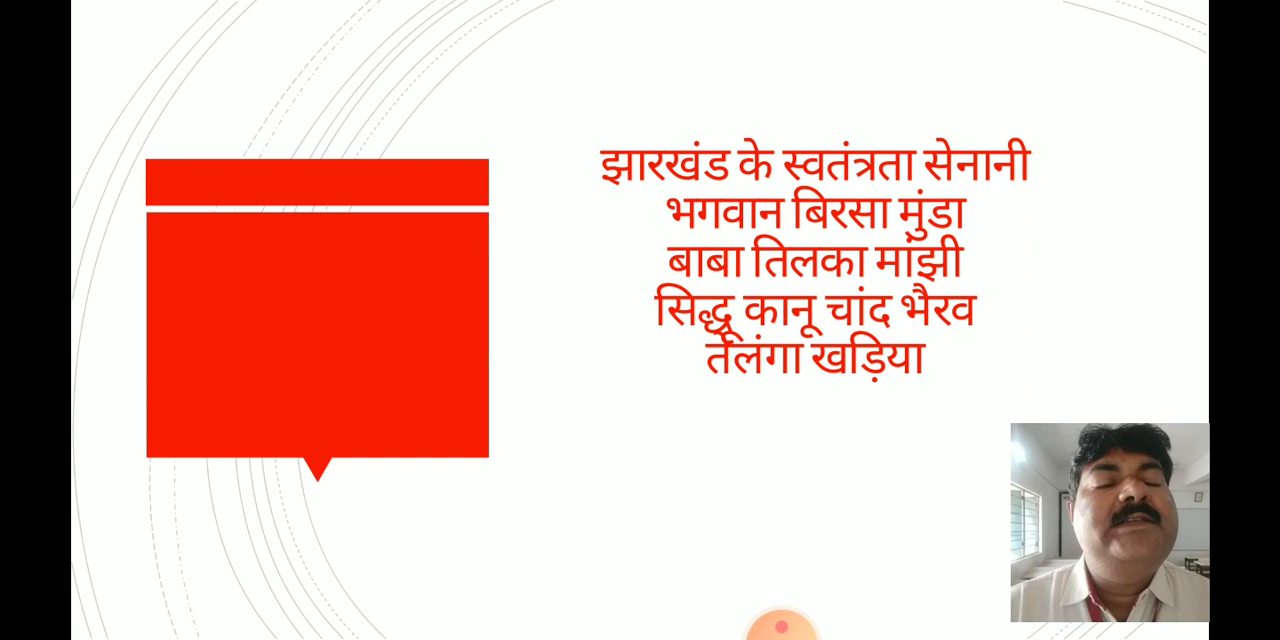 झारखंड के स्वतंत्रता सेनानी
भगवान बिरसा मुंडा
बाबा तिलका मांझी
सिद्धू कानू चांद भैरव
तेलंगा खड़िया